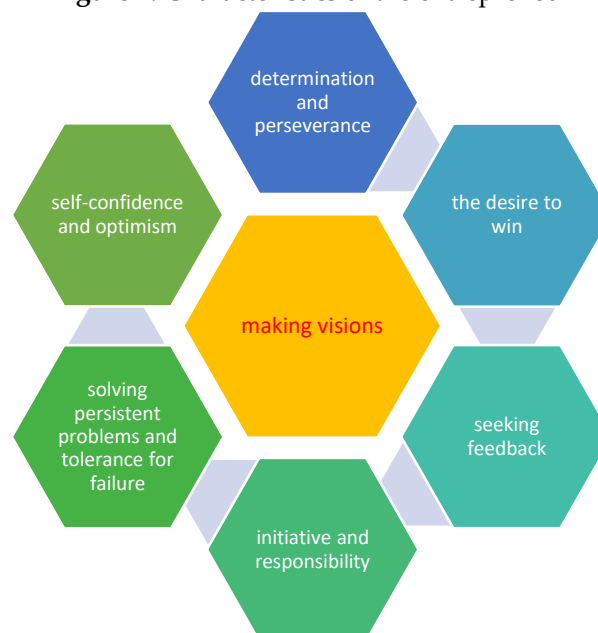 determination
and
perseverance
self-confidence
and optimism
the desire to
win
making visions
solving
persistent
problems and
tolerance for
failure
seeking
feedback
initiative and
responsibility